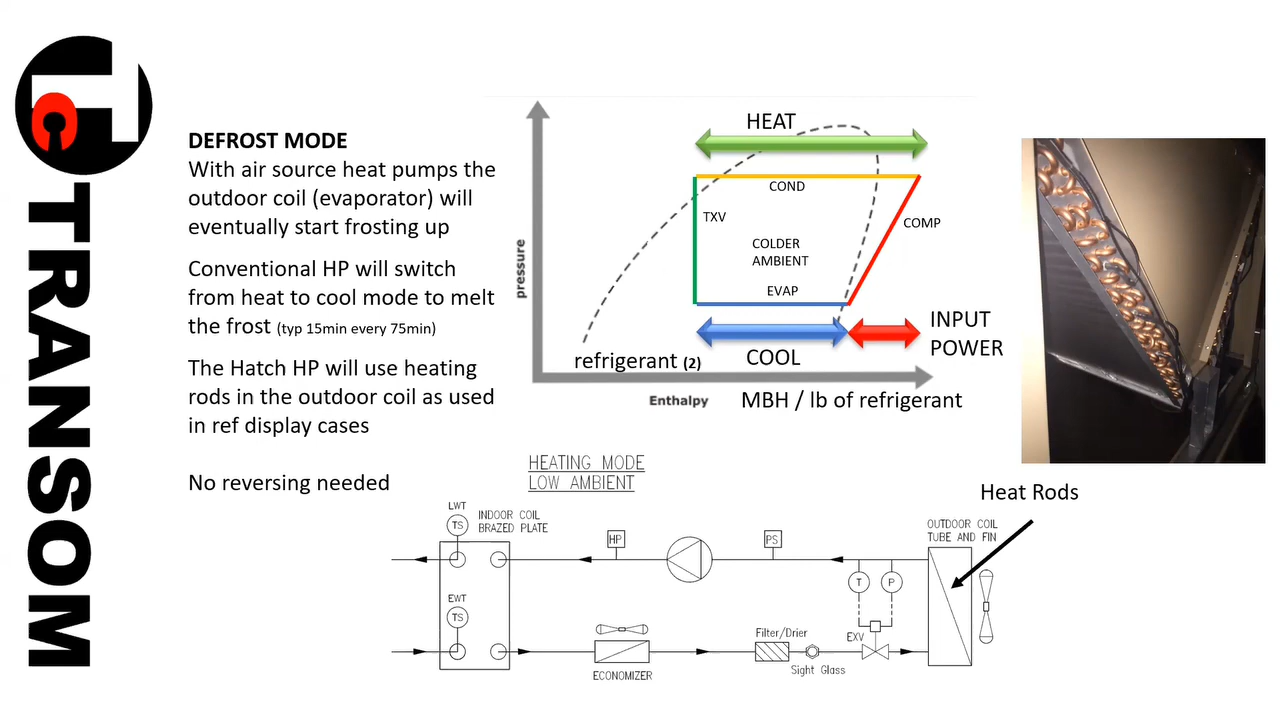 TC TRANSOM
DEFROST MODE
With air source heat pumps the
outdoor coil (evaporator) will
eventually start frosting up
Conventional HP will switch
from heat to cool mode to melt
the frost (typ 15min every 75min)
The Hatch HP will use heating
rods in the outdoor coil as used
in ref display cases
No reversing needed
pressure
HEAT
COND
TXV
COMP
COLDER
AMBIENT
EVAP
INPUT
POWER
COOL
refrigerant (2)
Enthalpy
MBH / lb of refrigerant
Heat Rods
HEATING MODE
LOW AMBIENT
LWT
TS
INDOOR COIL
BRAZED PLATE
HP
PS
OUTDOOR COIL
TUBE AND FIN
T
P
EWT
TS
ECONOMIZER
Filter/Drier
Sight Glass
EXV